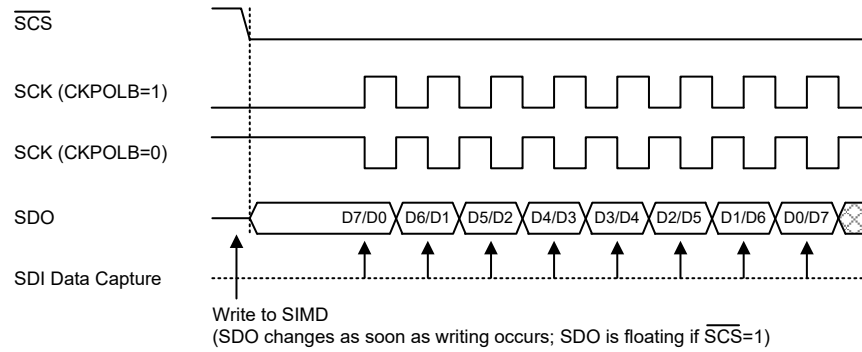 SCS
SCK (CKPOLB=1)
SCK (CKPOLB=0)
SDO
D7/D0 D6/D1 D5/D2 D4/D3 D3/D4 D2/D5 D1/D6 D0/D7
SDI Data Capture
Write to SIMD
(SDO changes as soon as writing occurs; SDO is floating if SCS=1)